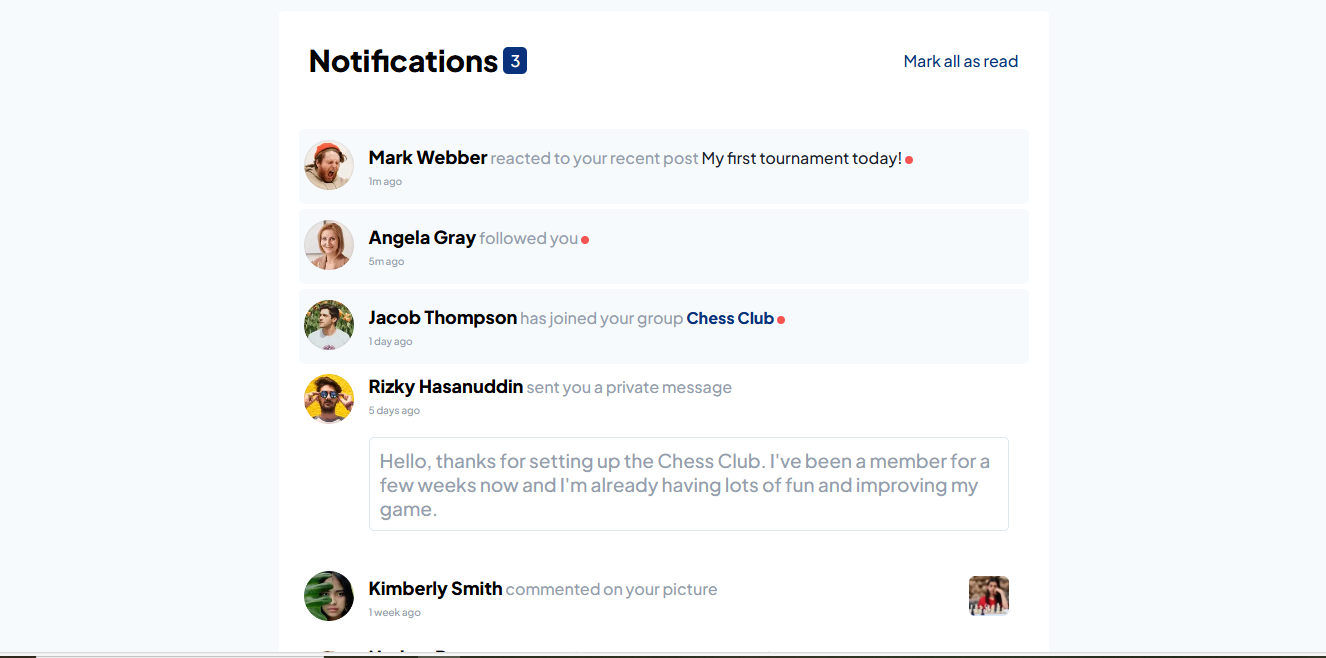 Notifications 3
Mark all as read
Mark Webber reacted to your recent post My first tournament today!
1m ago
Angela Gray followed you
5m ago
Jacob Thompson has joined your group Chess Club
1 day ago
Rizky Hasanuddin sent you a private message
5 days ago
Hello, thanks for setting up the Chess Club. I've been a member for a
few weeks now and I'm already having lots of fun and improving my
game.
Kimberly Smith commented on your picture
1 week ago